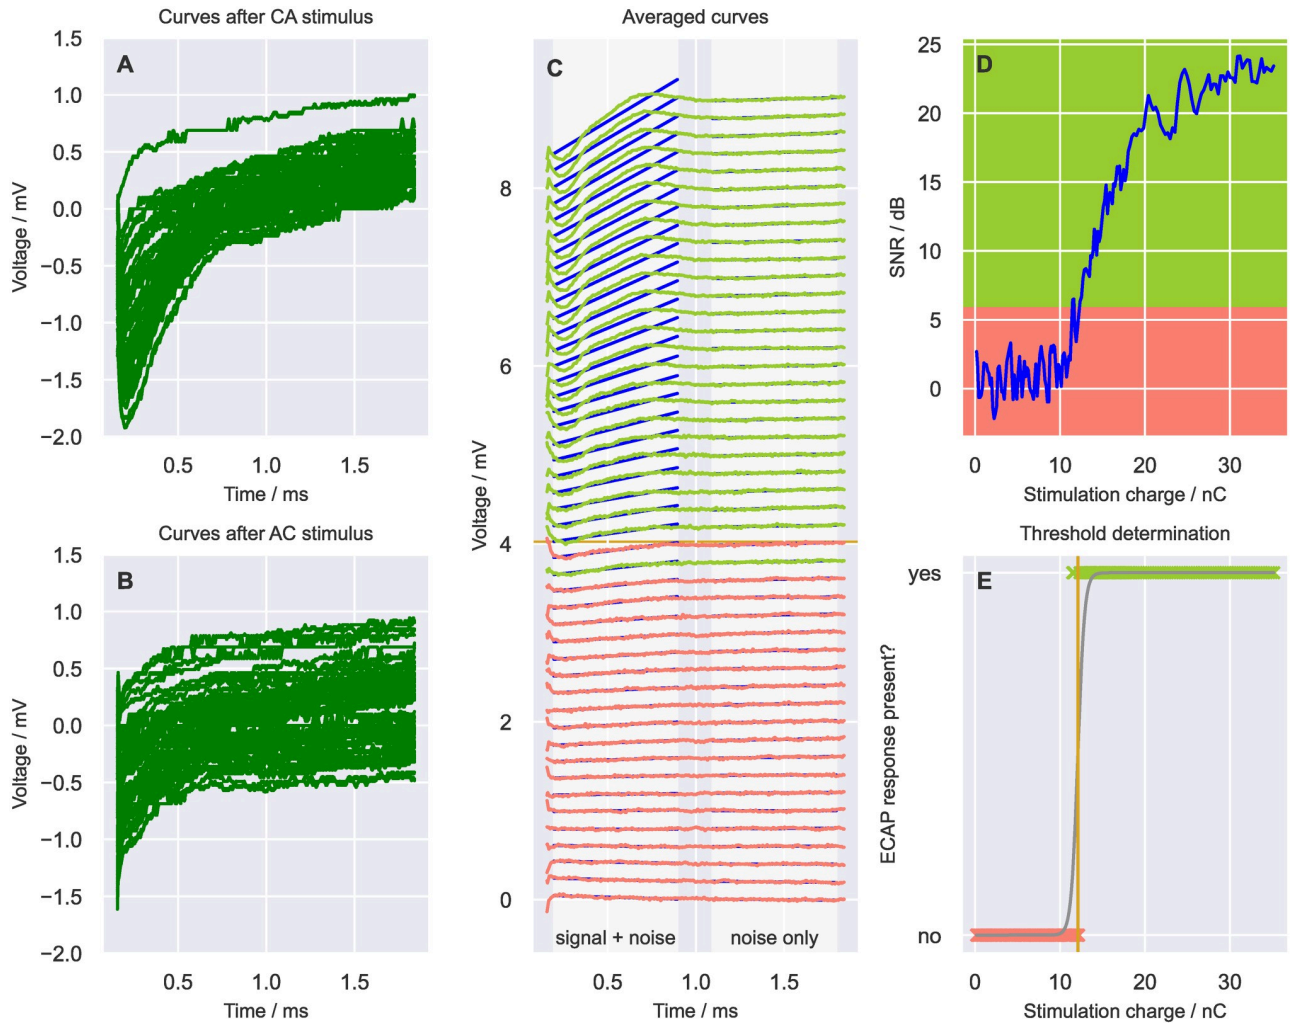 Curves after CA stimulus
A
1.5
1.0
0.5
0.0
−0.5
−1.0
−1.5
−2.0
Voltage / mV
0.5 1.0 1.5
Time / ms
Curves after AC stimulus
B
1.5
1.0
0.5
0.0
−0.5
−1.0
−1.5
−2.0
Voltage / mV
0.5 1.0 1.5
Time / ms
Averaged curves
C
8
6
4
2
0
Voltage / mV
signal + noise noise only
0.5 1.0 1.5
Time / ms
D
25
20
15
10
5
0
SNR / dB
0 10 20 30
Stimulation charge / nC
Threshold determination
E
yes
no
ECAP response present?
0 10 20 30
Stimulation charge / nC